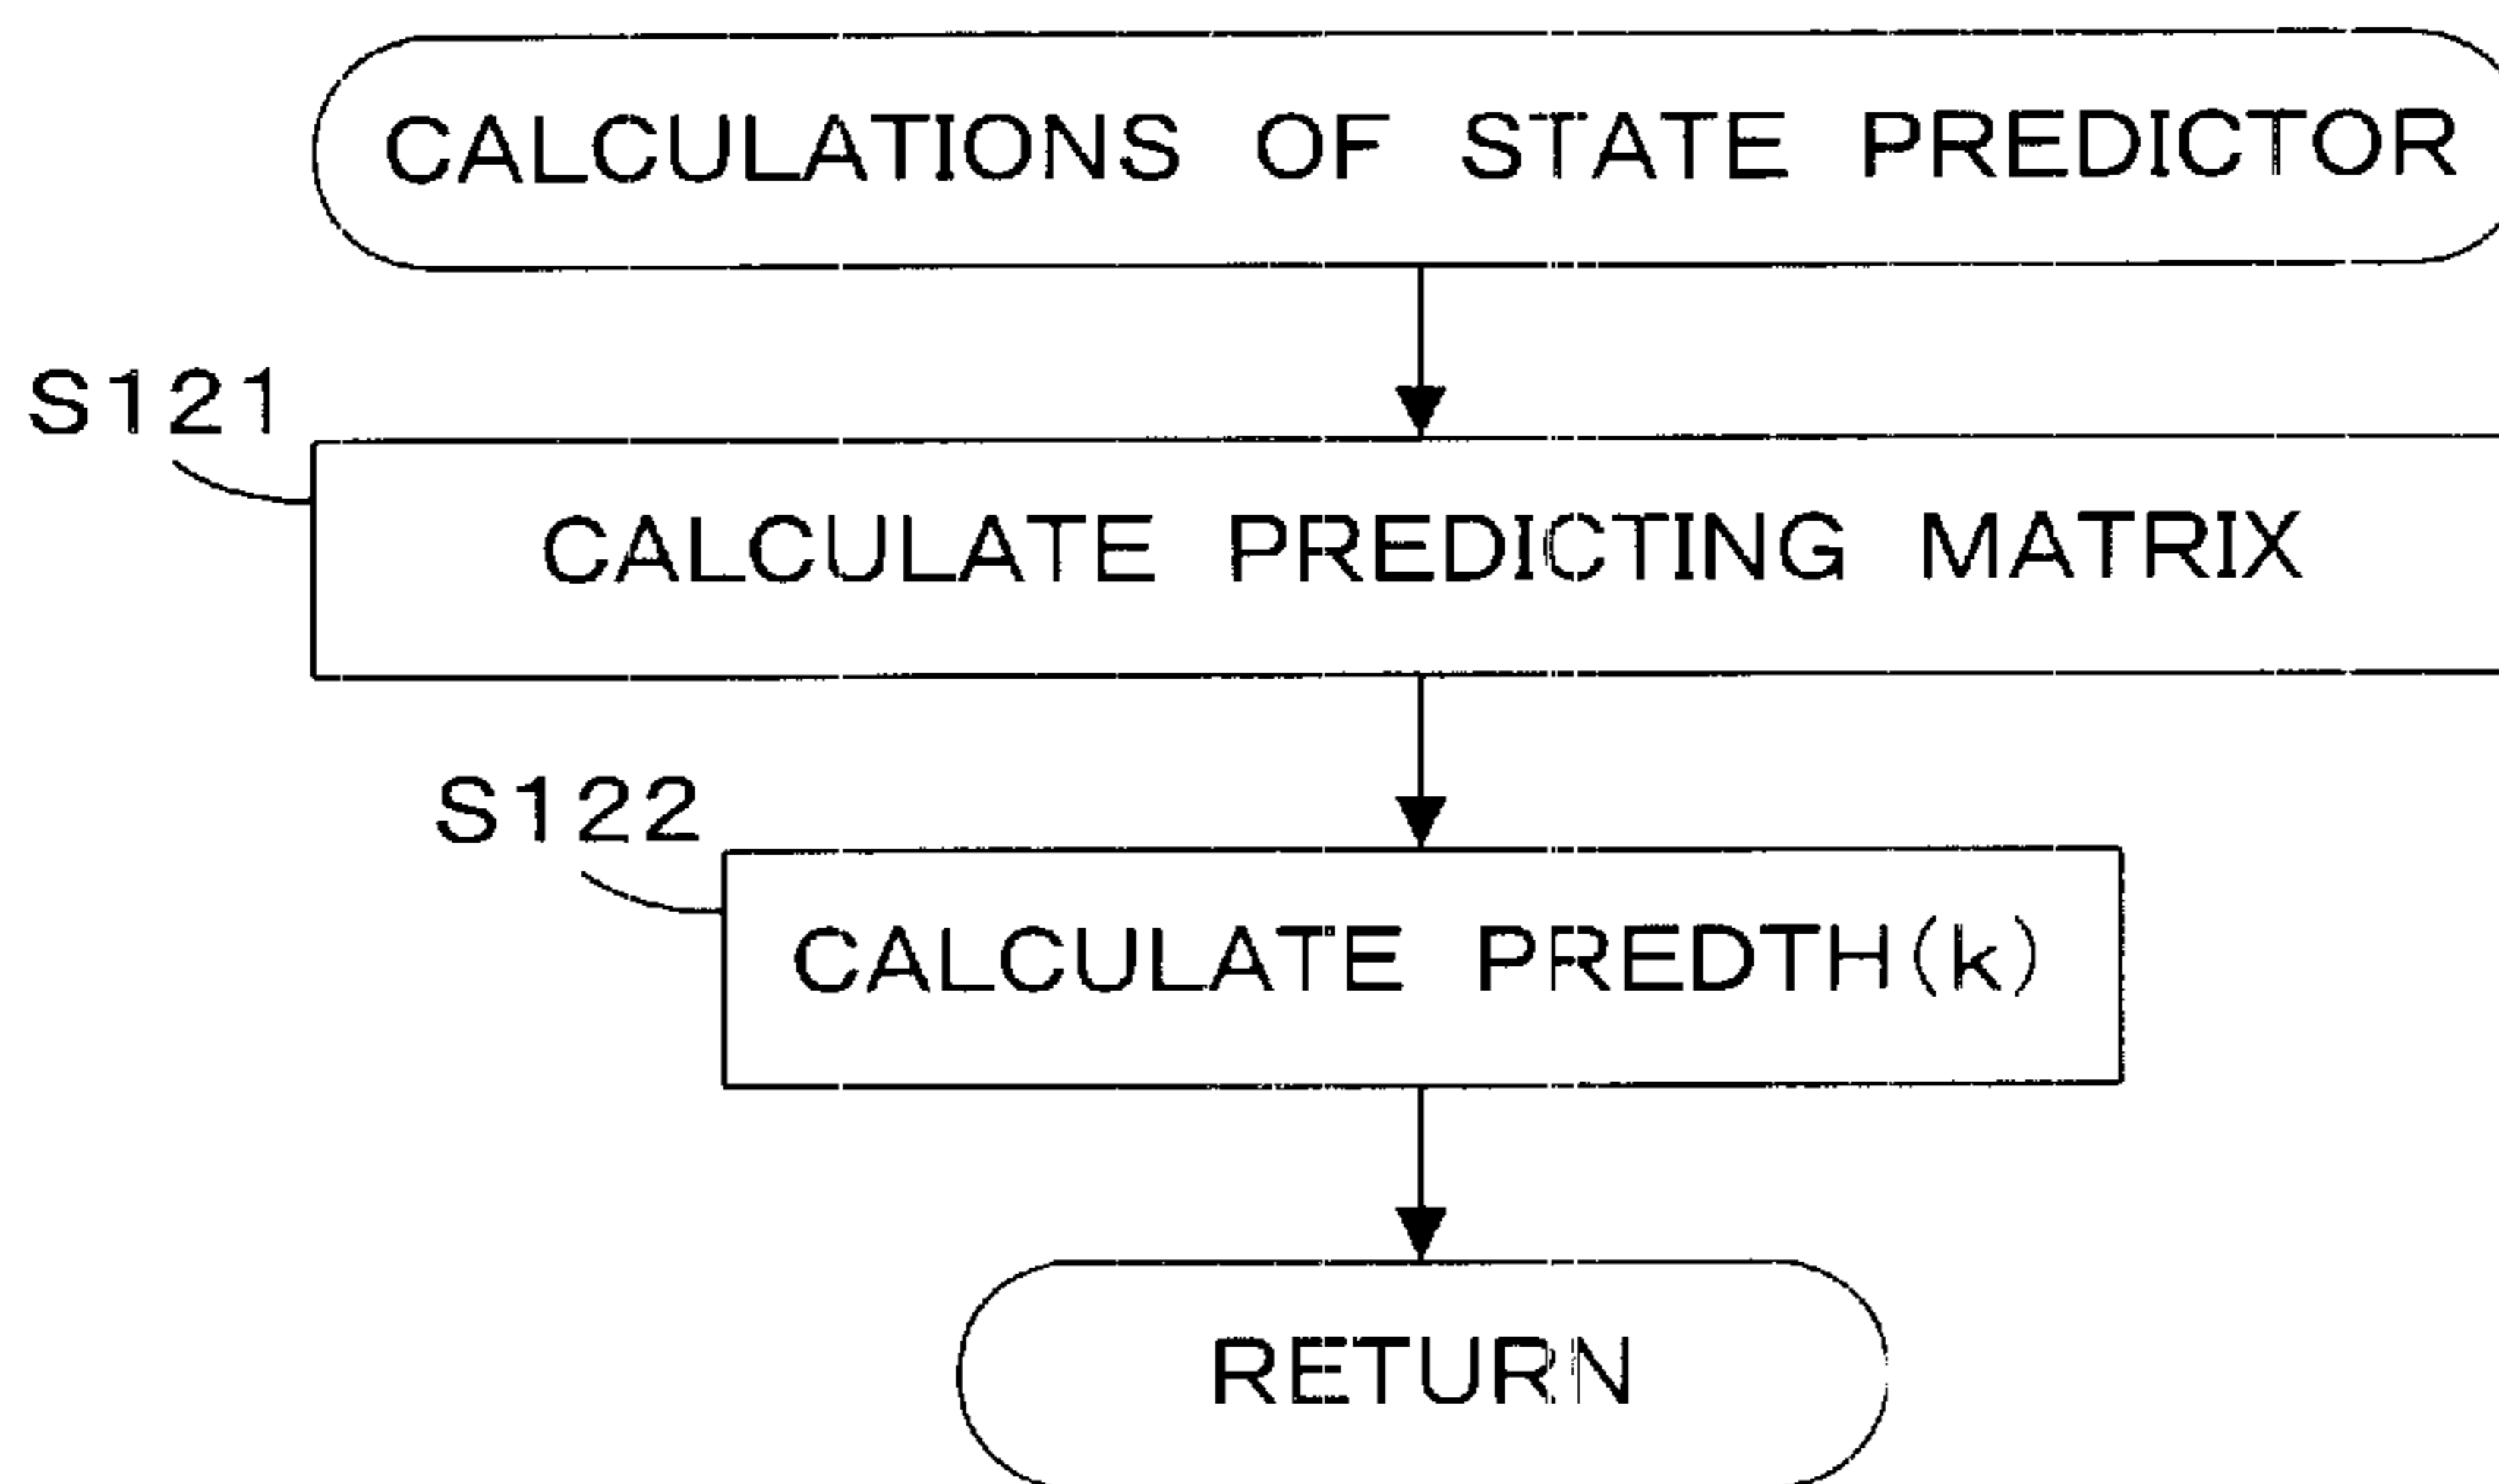 CALCULATIONS OF STATE PREDICTOR
S121
CALCULATE PREDICTING MATRIX
S122
CALCULATE PREDTH(k)
RETURN